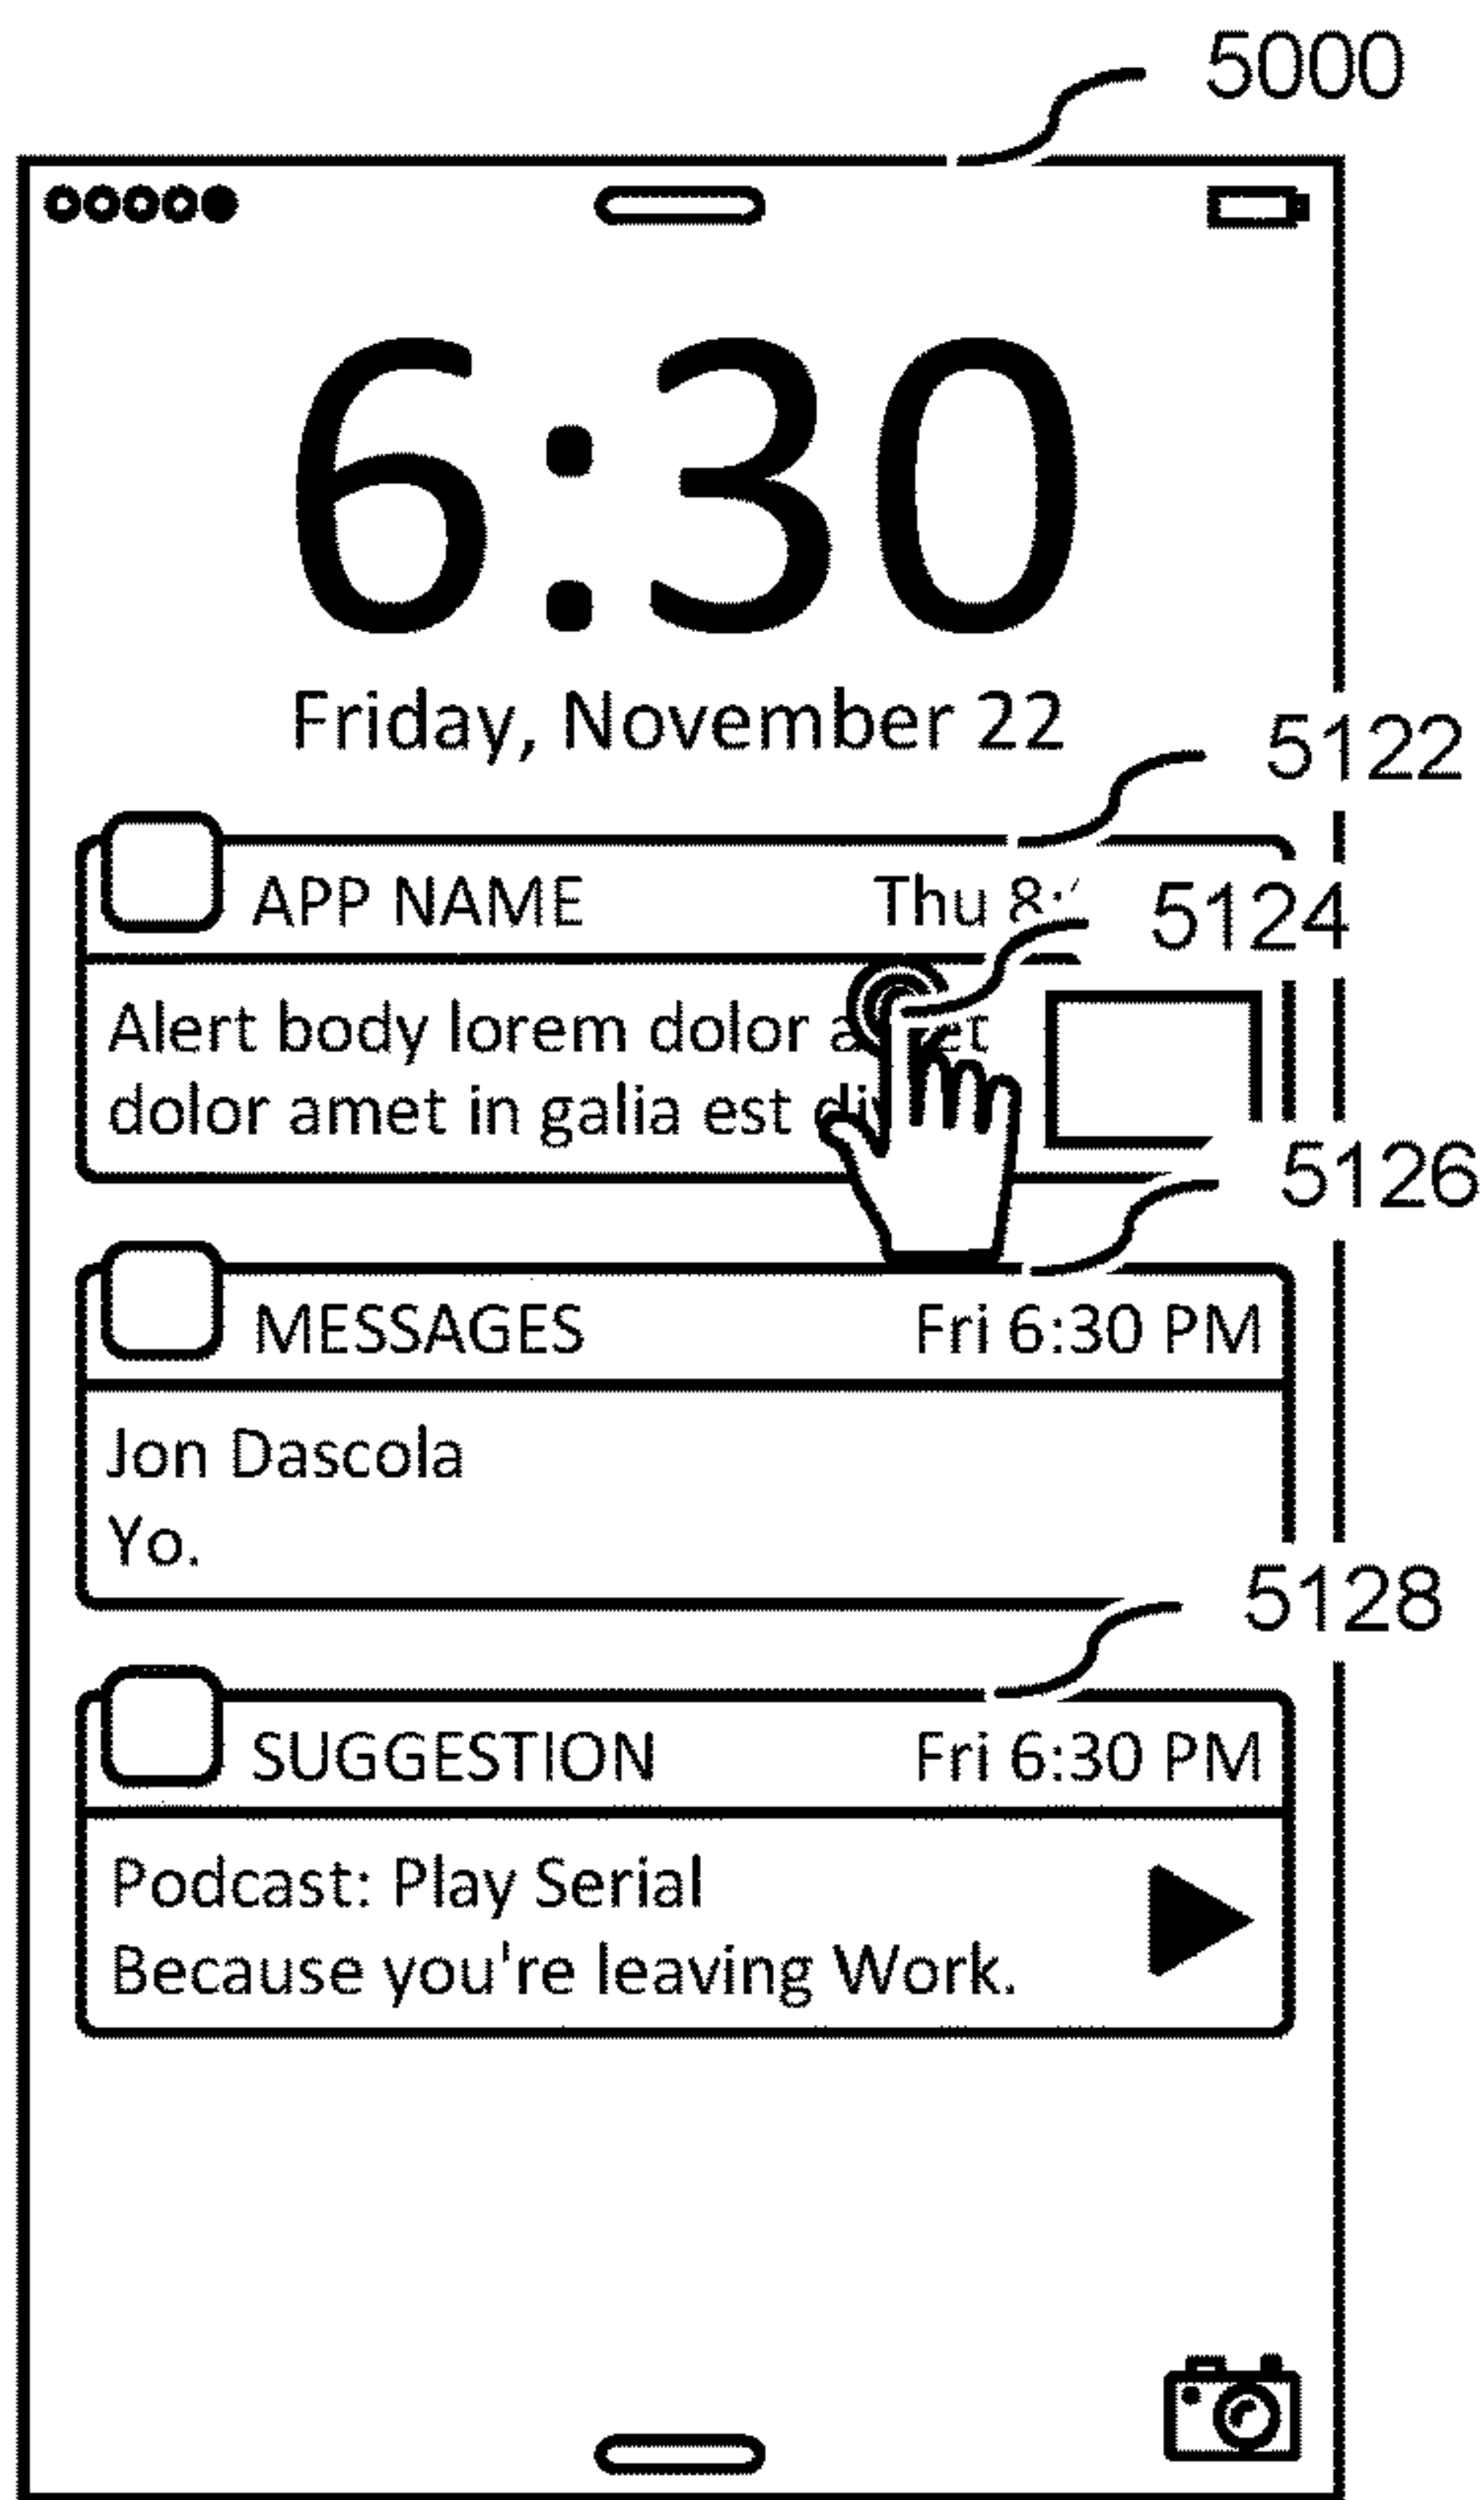 5000
6:30
Friday, November 22
5122
APP NAME Thu 8:
5124
Alert body lorem dolor
dolor amet in galia est
5126
MESSAGES Fri 6:30 PM
Jon Dascola
Yo.
5128
SUGGESTION Fri 6:30 PM
Podcast: Play Serial
Because you're leaving Work.